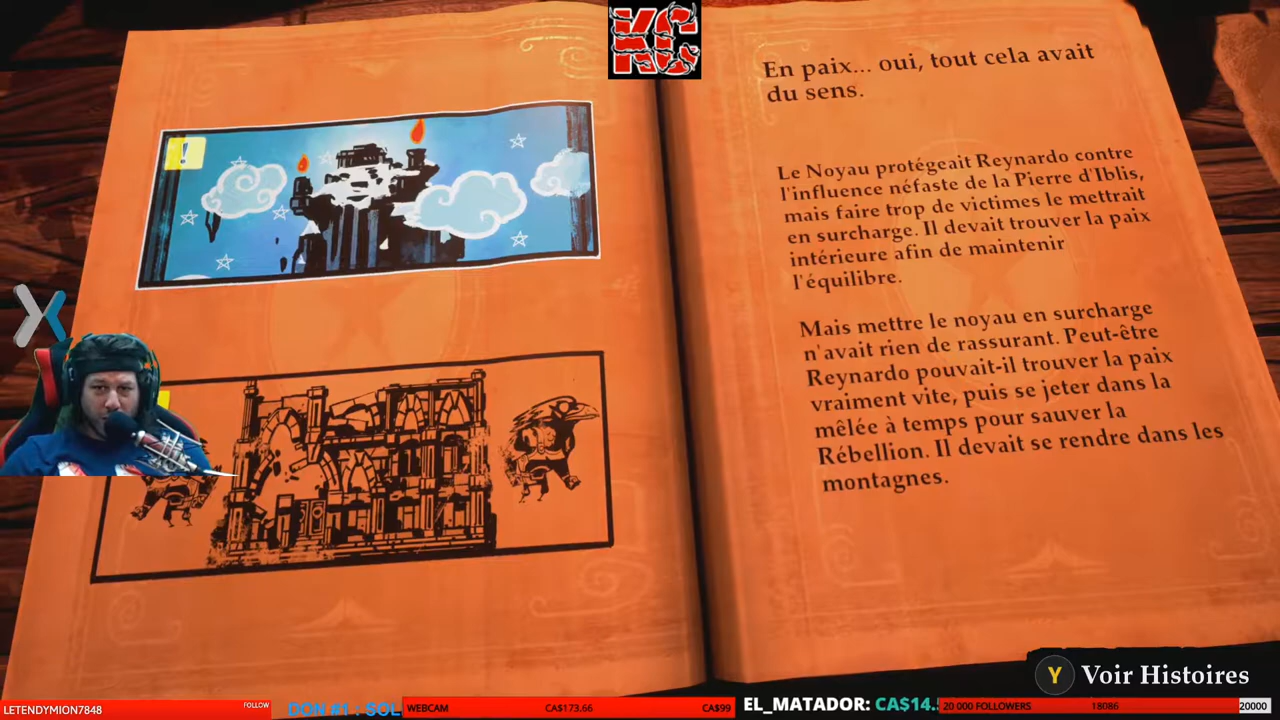 KC
En paix... oui, tout cela avait
du sens.
Le Noyau protégeait Reynardo contre
l'influence néfaste de la Pierre d'Iblis,
mais faire trop de victimes le mettrait
en surcharge. Il devait trouver la paix
intérieure afin de maintenir
l'équilibre.
Mais mettre le noyau en surcharge
n'avait rien de rassurant. Peut-être
Reynardo pouvait-il trouver la paix
vraiment vite, puis se jeter dans la
mêlée à temps pour sauver la
Rébellion. Il devait se rendre dans les
montagnes.
!
Y Voir Histoires
LETENDYMION7848 FOLLOW DON #1 : SOL WEBCAM CA$173.66 CA$99 EL_MATADOR: CA$14. 20 000 FOLLOWERS 18086 20000